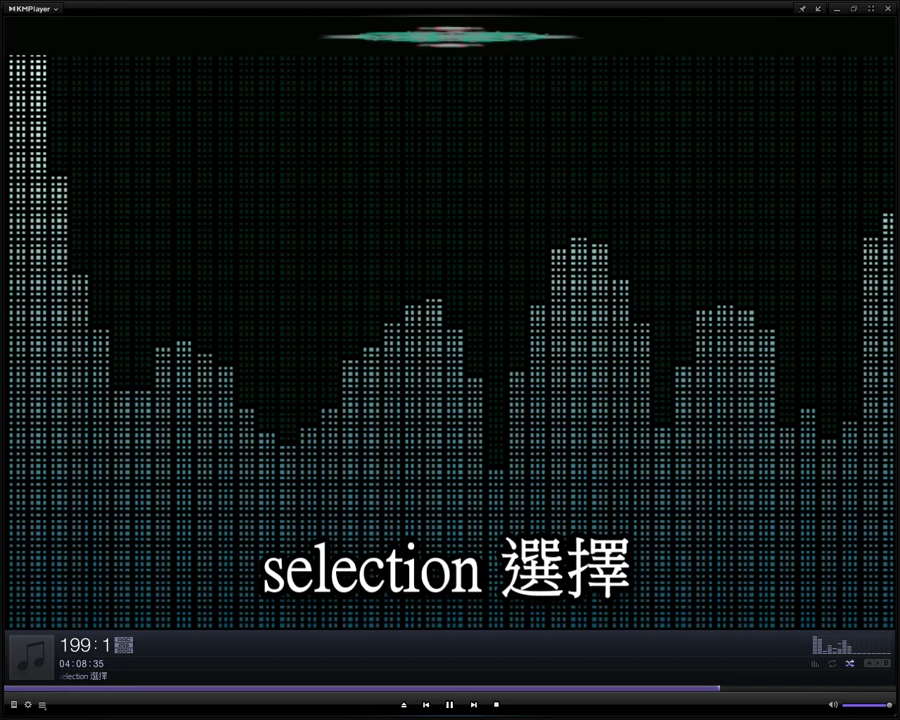 KMPlayer
selection 選擇
199:1
04:08:35
election 選擇